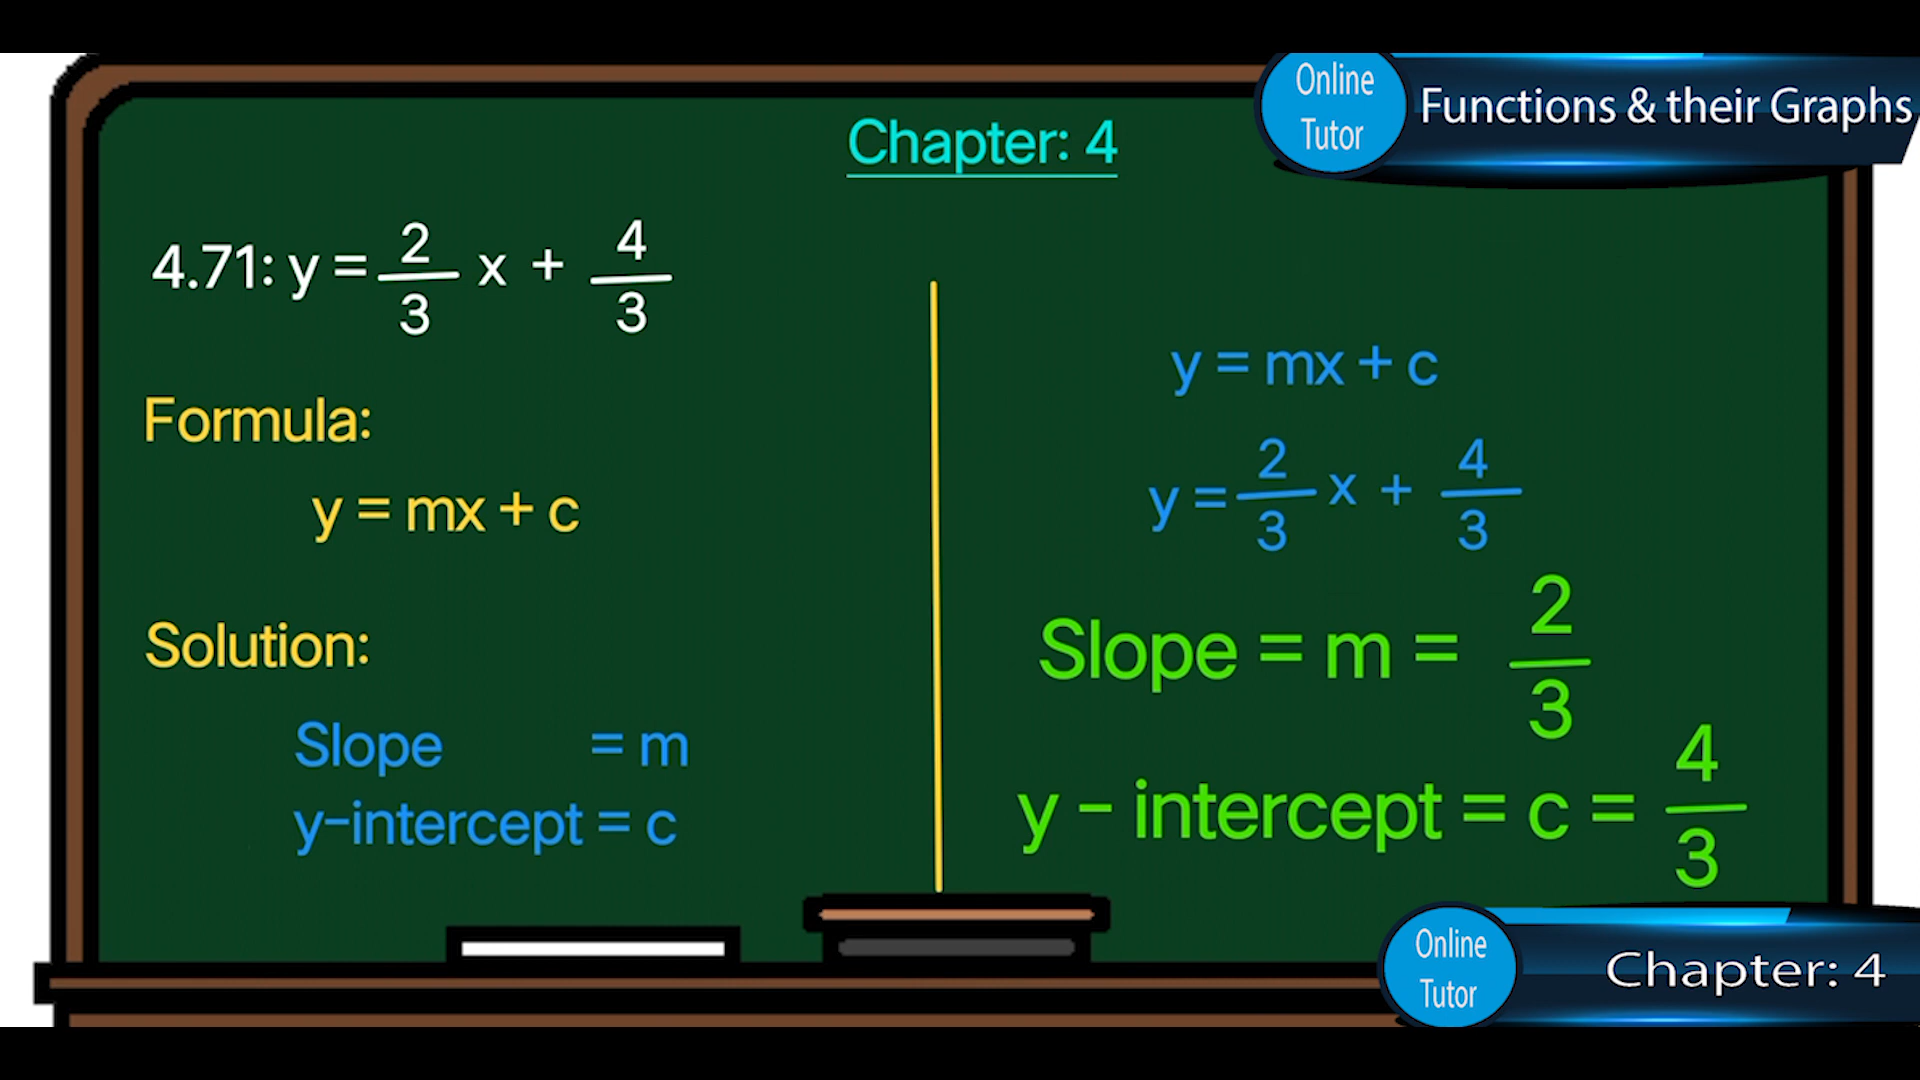 Online Tutor
Functions & their Graphs
Chapter: 4
4.71: y = 2/3 x + 4/3
Formula:
y = mx + c
Solution:
Slope = m
y-intercept = c
y = mx + c
y = 2/3 x + 4/3
Slope = m = 2/3
y - intercept = c = 4/3
Online Tutor
Chapter: 4